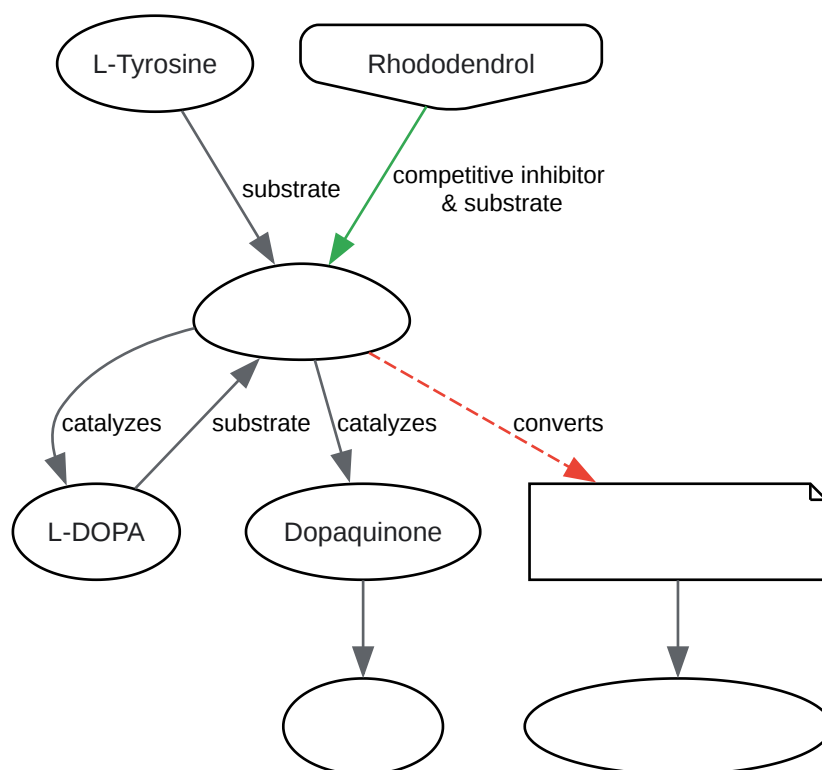 L-Tyrosine
Rhododendrol
substrate
competitive inhibitor
& substrate
catalyzes
substrate
catalyzes
converts
L-DOPA
Dopaquinone